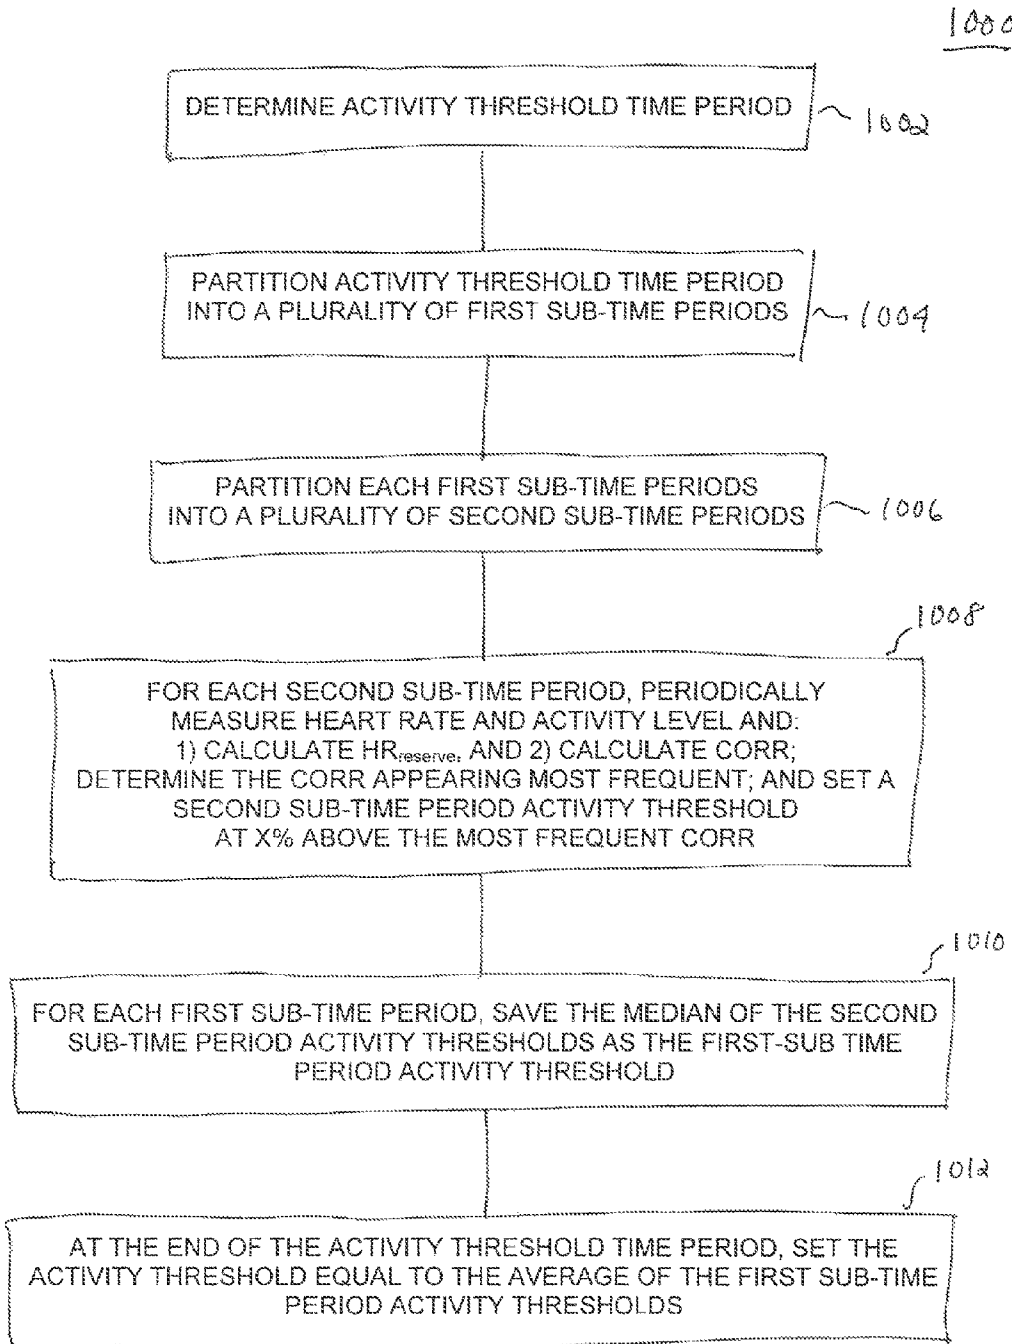 1000
DETERMINE ACTIVITY THRESHOLD TIME PERIOD
1002
PARTITION ACTIVITY THRESHOLD TIME PERIOD
INTO A PLURALITY OF FIRST SUB-TIME PERIODS
1004
PARTITION EACH FIRST SUB-TIME PERIODS
INTO A PLURALITY OF SECOND SUB-TIME PERIODS
1006
1008
FOR EACH SECOND SUB-TIME PERIOD, PERIODICALLY
MEASURE HEART RATE AND ACTIVITY LEVEL AND:
1) CALCULATE HRreserve, AND 2) CALCULATE CORR;
DETERMINE THE CORR APPEARING MOST FREQUENT; AND SET A
SECOND SUB-TIME PERIOD ACTIVITY THRESHOLD
AT X% ABOVE THE MOST FREQUENT CORR
1010
FOR EACH FIRST SUB-TIME PERIOD, SAVE THE MEDIAN OF THE SECOND
SUB-TIME PERIOD ACTIVITY THRESHOLDS AS THE FIRST-SUB TIME
PERIOD ACTIVITY THRESHOLD
1012
AT THE END OF THE ACTIVITY THRESHOLD TIME PERIOD, SET THE
ACTIVITY THRESHOLD EQUAL TO THE AVERAGE OF THE FIRST SUB-TIME
PERIOD ACTIVITY THRESHOLDS